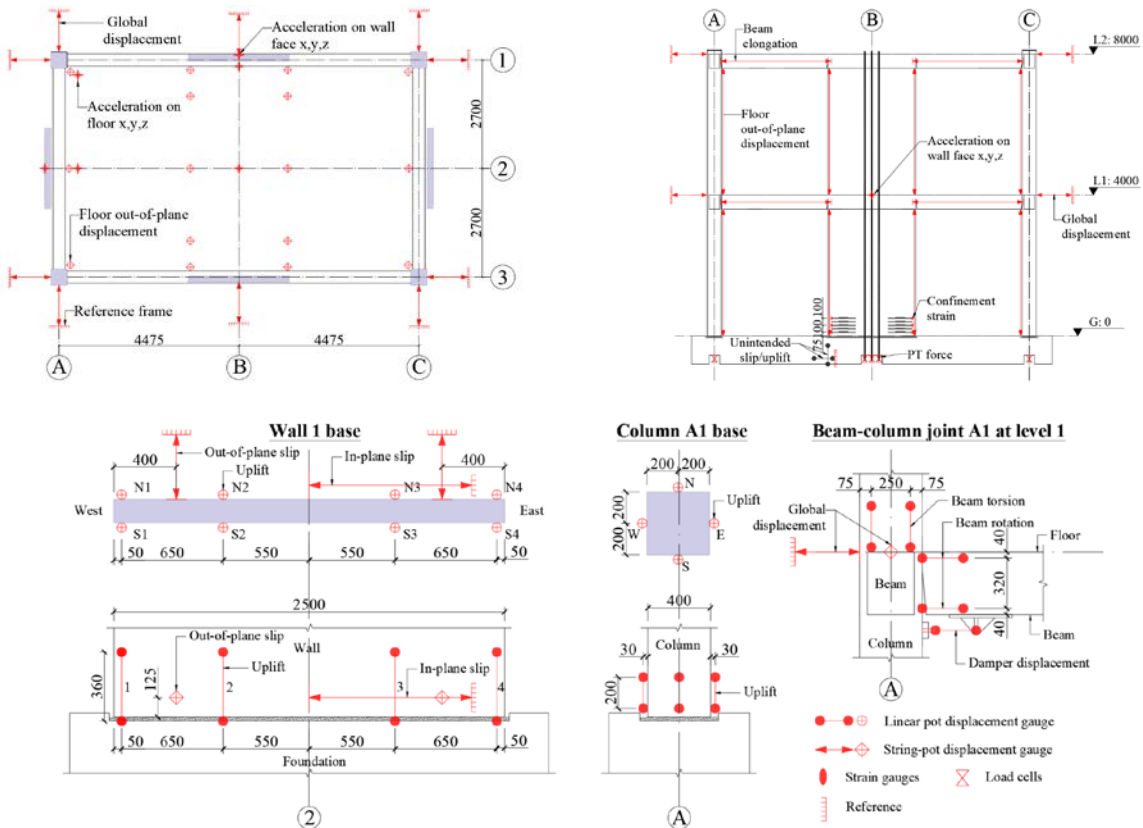 Global
displacement
Acceleration on
wall face x,y,z
1
Acceleration on
floor x,y,z
2700
2
Floor out-of-plane
displacement
2700
3
Reference frame
4475
4475
A
B
C
A
B
C
Beam
elongation
L2: 8000
Floor
out-of-plane
displacement
Acceleration on
wall face x,y,z
L1: 4000
Global
displacement
Confinement
strain
75 100 100 100
G: 0
Unintended
slip/uplift
PT force
Wall 1 base
400
Out-of-plane slip
In-plane slip
400
N1
Uplift
N2
N3
N4
West
East
S1
S2
S3
S4
50
650
550
550
650
50
2500
Out-of-plane slip
Wall
In-plane slip
360
125
1
2
Uplift
3
4
50
650
550
550
650
50
Foundation
2
Column A1 base
200
200
N
Uplift
200
W
E
200
S
400
30
Column
30
200
Uplift
A
Beam-column joint A1 at level 1
75
250
75
Beam torsion
Global
displacement
Beam rotation
40
Floor
Beam
320
40
Beam
Column
Damper displacement
A
Linear pot displacement gauge
String-pot displacement gauge
Strain gauges
Load cells
Reference